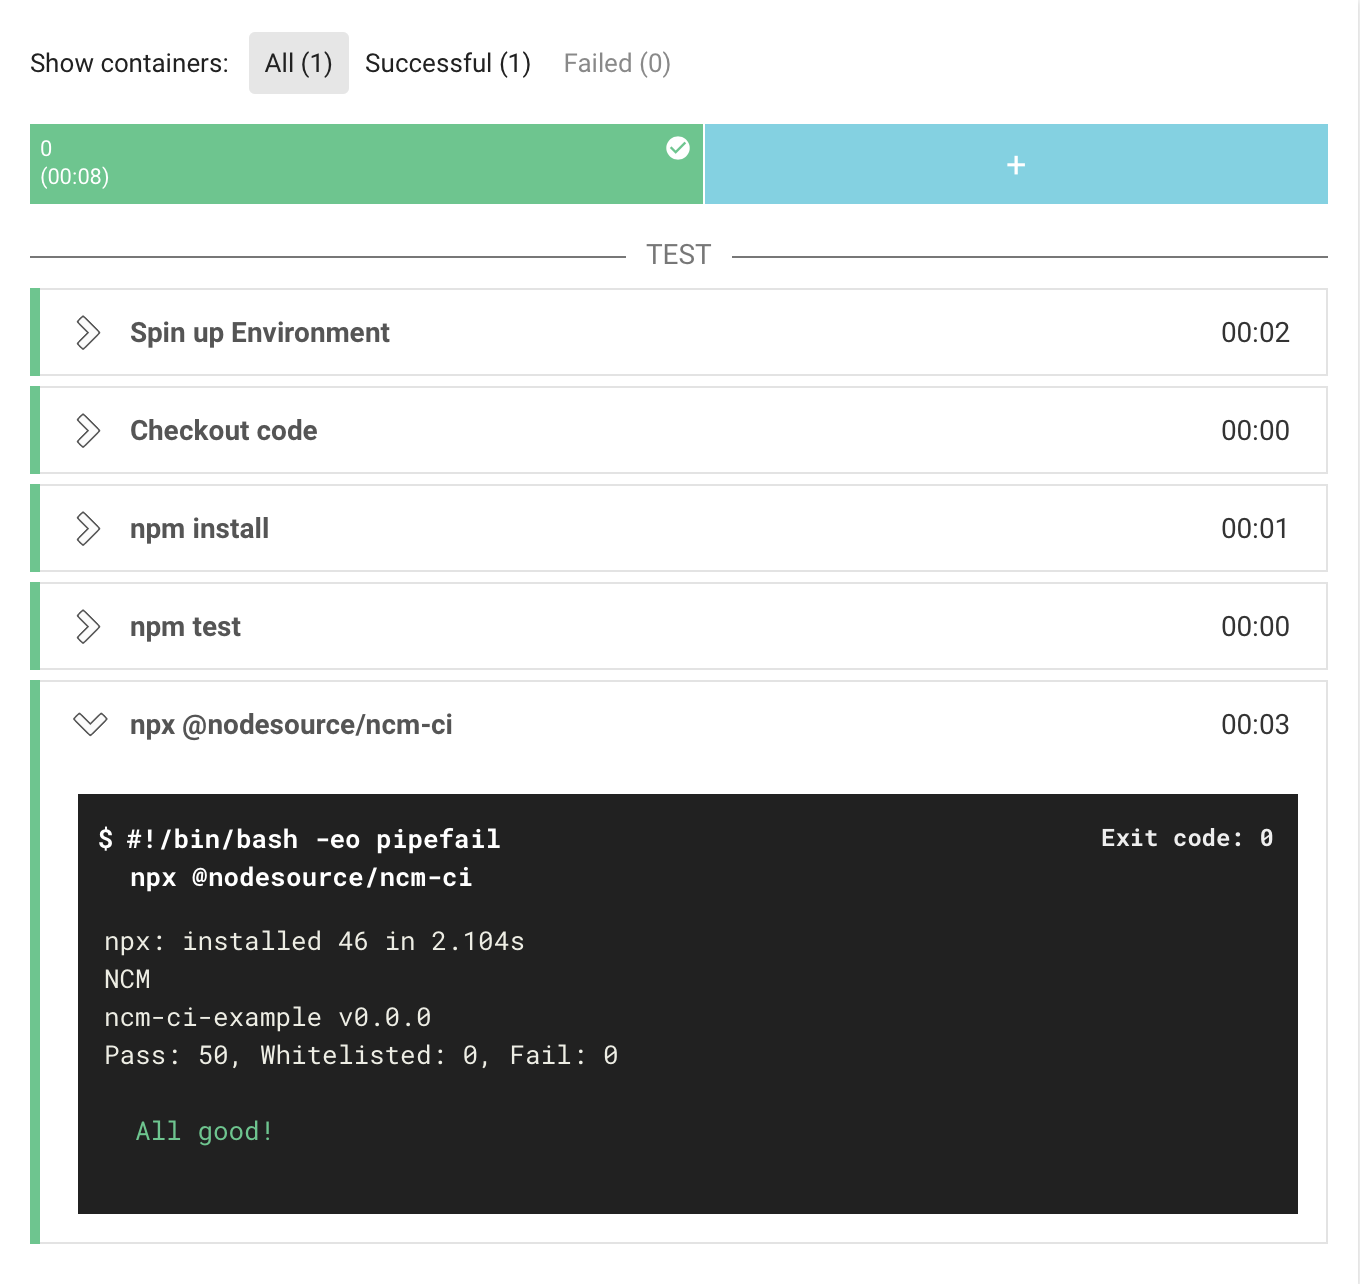 Show containers: All (1) Successful (1) Failed (0)
0
(00:08)
+
TEST
Spin up Environment 00:02
Checkout code 00:00
npm install 00:01
npm test 00:00
npx @nodesource/ncm-ci 00:03
$ #!/bin/bash -eo pipefail Exit code: 0
npx @nodesource/ncm-ci
npx: installed 46 in 2.104s
NCM
ncm-ci-example v0.0.0
Pass: 50, Whitelisted: 0, Fail: 0
All good!